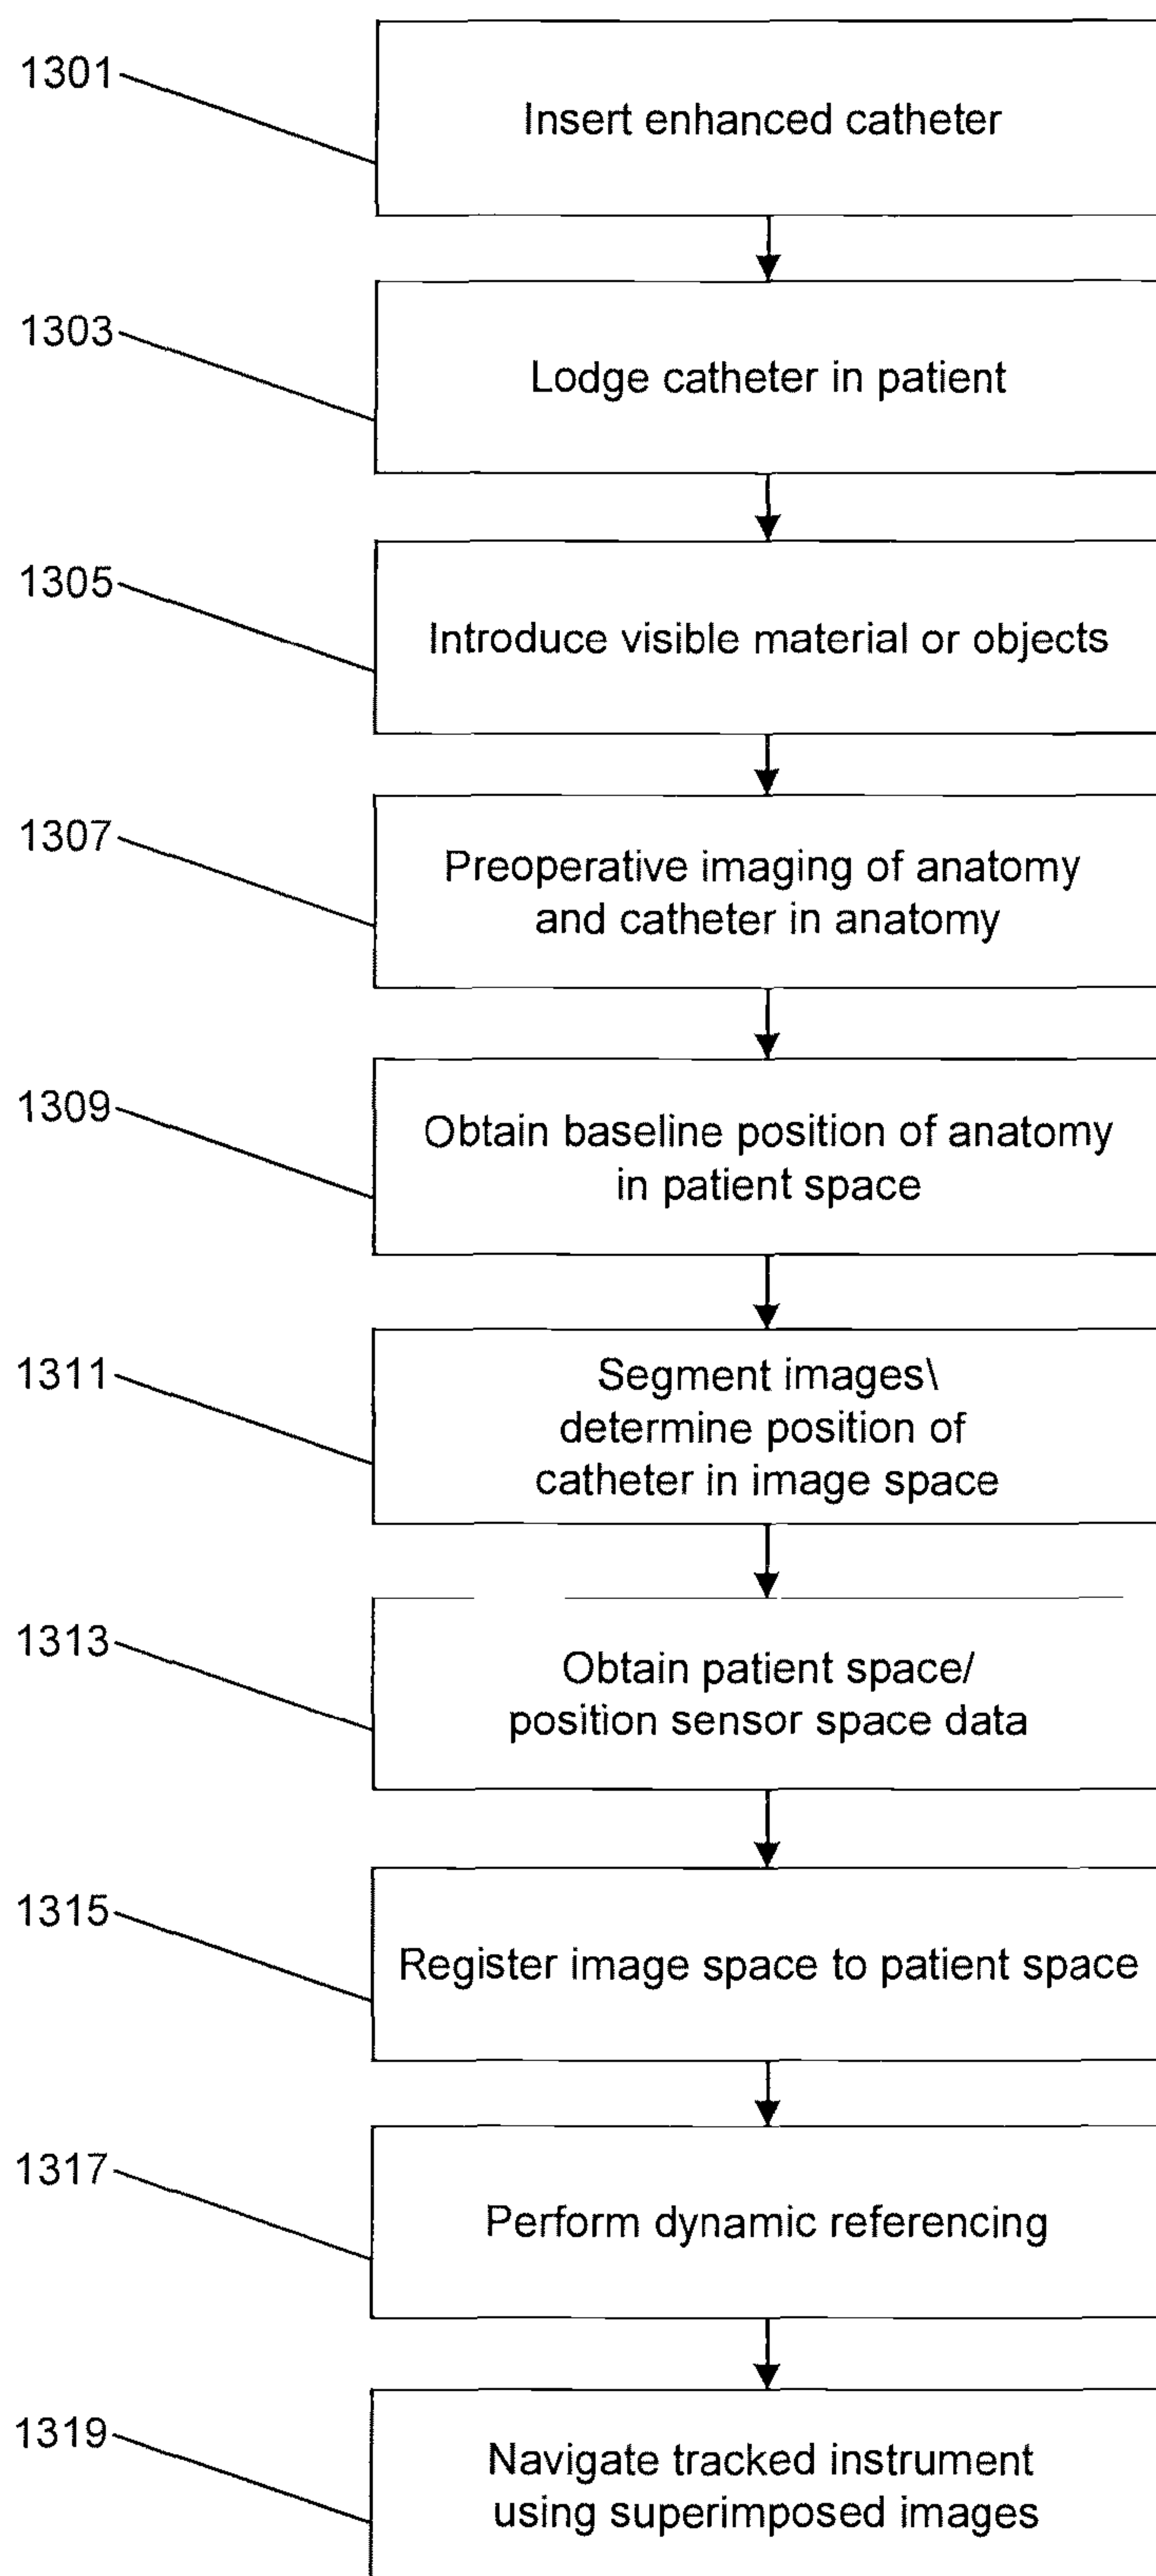 1301
Insert enhanced catheter
1303
Lodge catheter in patient
1305
Introduce visible material or objects
1307
Preoperative imaging of anatomy
and catheter in anatomy
1309
Obtain baseline position of anatomy
in patient space
1311
Segment images\
determine position of
catheter in image space
1313
Obtain patient space/
position sensor space data
1315
Register image space to patient space
1317
Perform dynamic referencing
1319
Navigate tracked instrument
using superimposed images